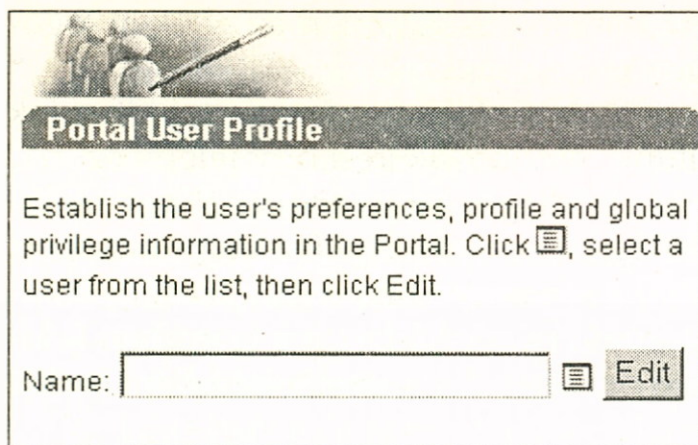 Portal User Profile
Establish the user's preferences, profile and global
privilege information in the Portal. Click , select a
user from the list, then click Edit.
Name: Edit